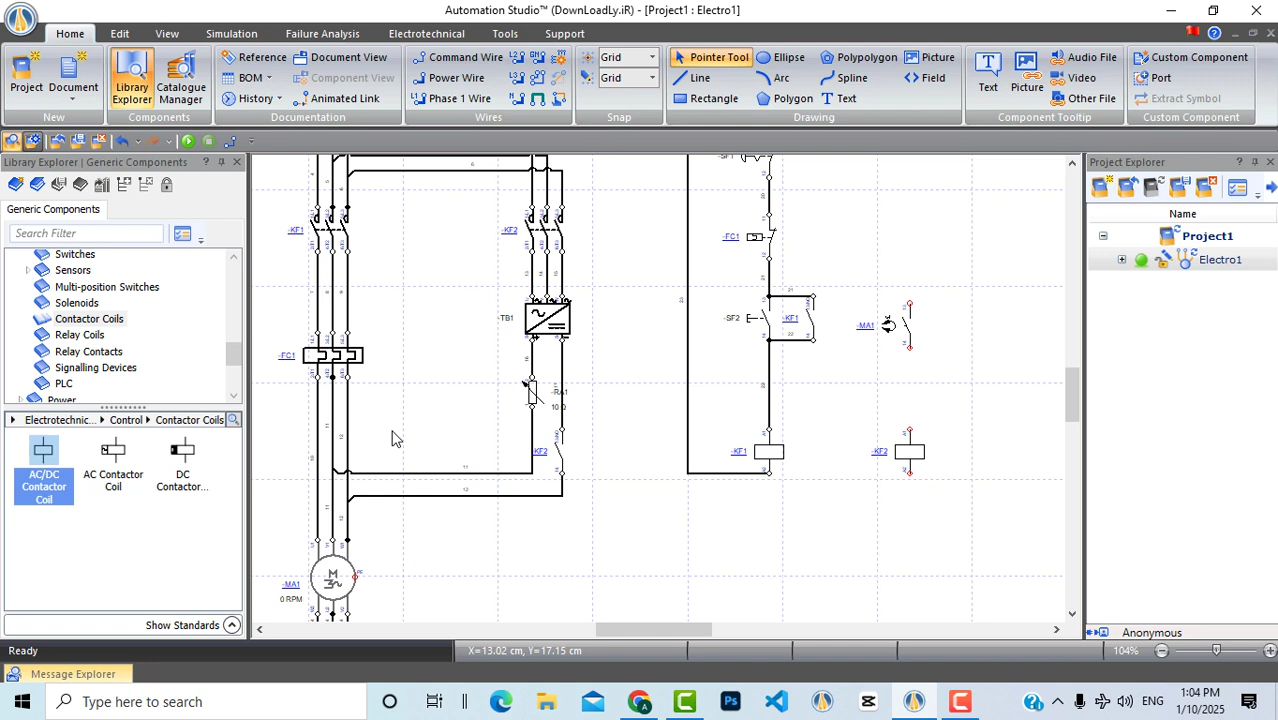 Automation Studio™ (DownLoadLy.iR) - [Project1 : Electro1]
Home Edit View Simulation Failure Analysis Electrotechnical Tools Support
Project Document New
Library Explorer Catalogue Manager Components
Reference Document View
BOM Component View
History Animated Link
Documentation
Command Wire
Power Wire
Phase 1 Wire
Wires
Grid
Grid
Snap
Pointer Tool Ellipse Polypolygon Picture
Line Arc Spline Field
Rectangle Polygon Text
Drawing
Text Picture Audio File
Video
Other File
Component Tooltip
Custom Component
Port
Extract Symbol
Custom Component
Library Explorer | Generic Components
Generic Components
Search Filter
Switches
Sensors
Multi-position Switches
Solenoids
Contactor Coils
Relay Coils
Relay Contacts
Signalling Devices
PLC
Power
Electrotechnic... Control Contactor Coils
AC/DC Contactor Coil
AC Contactor Coil
DC Contactor...
Show Standards
-KF1
-FC1
-MA1
0 RPM
-KF2
-TB1
-RA1
10 Ω
-KF2
-SF1
-FC1
-SF2
-KF1
-MA1
-KF1
-KF2
Project Explorer
Name
Project1
Electro1
Anonymous
Ready X=13.02 cm, Y=17.15 cm 104%
Message Explorer
Type here to search
ENG
1:04 PM
1/10/2025